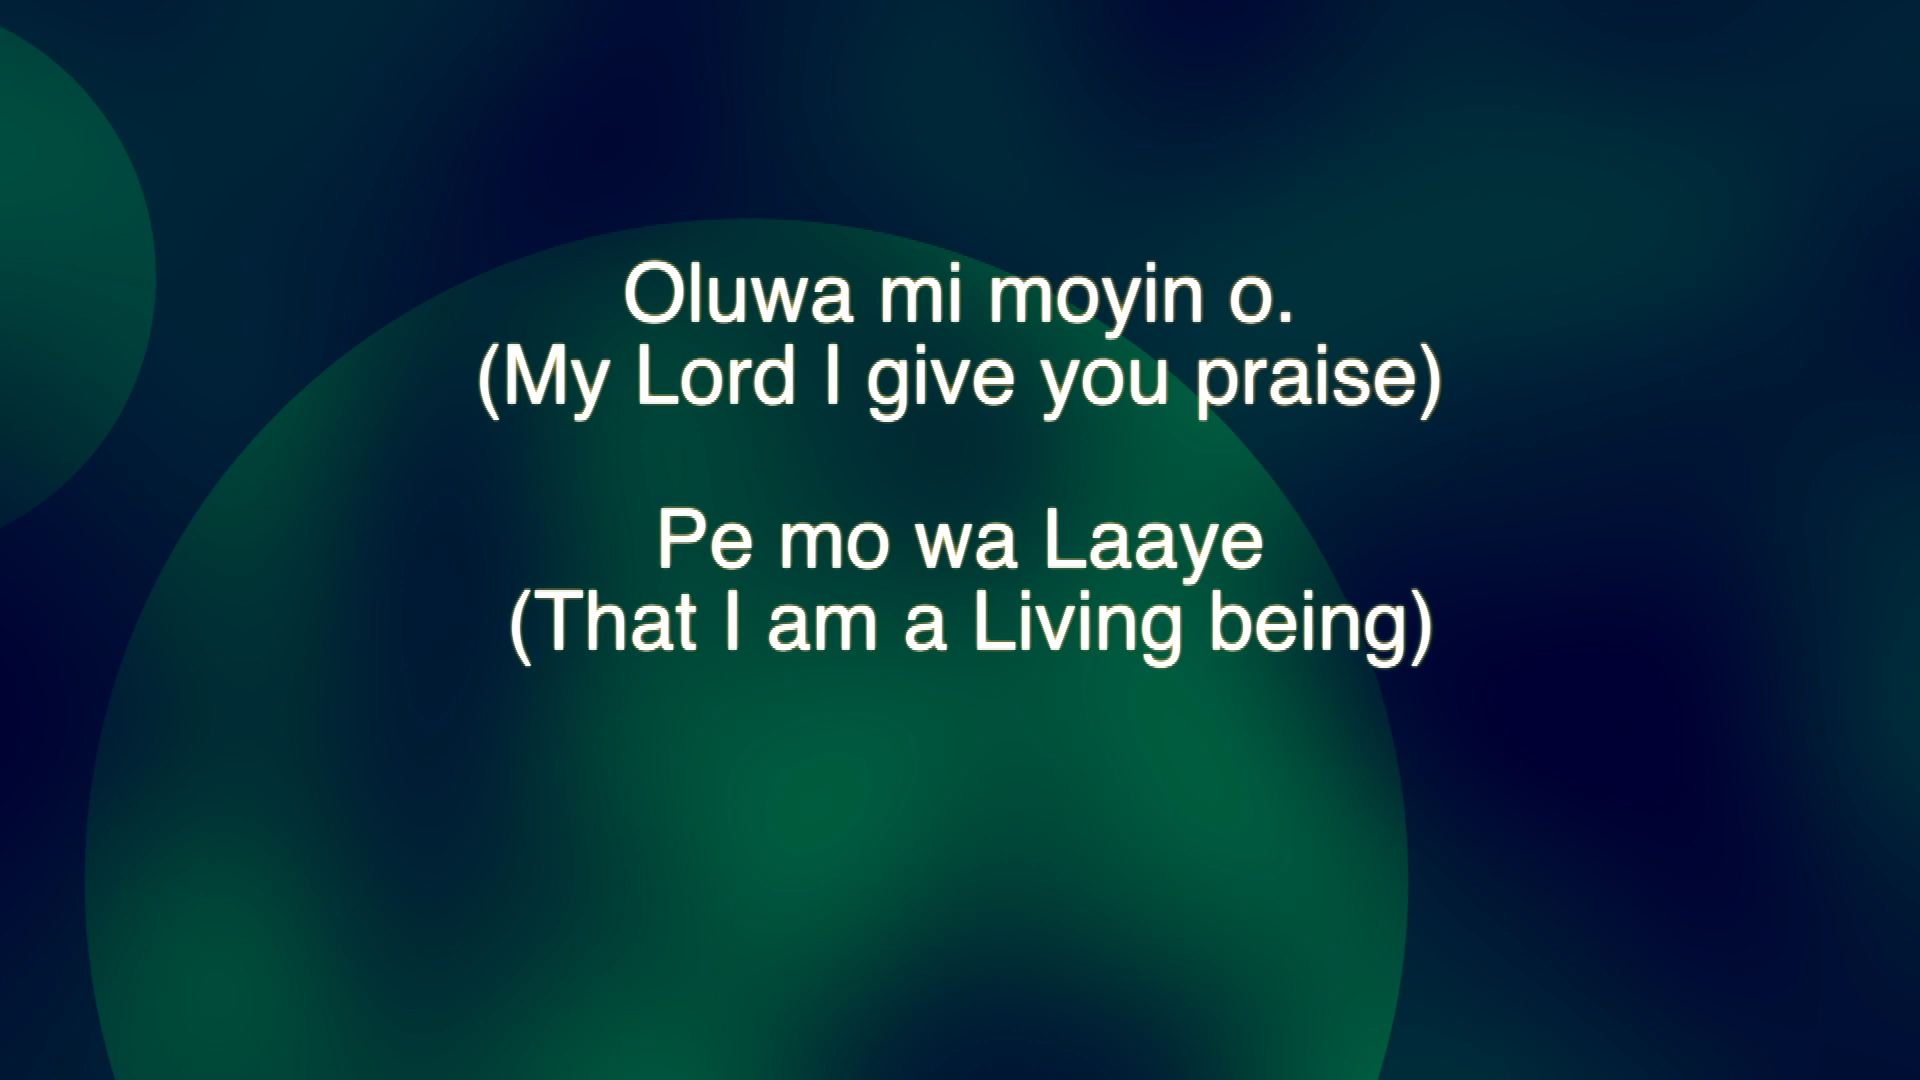 Oluwa mi moyin o.
(My Lord I give you praise)
Pe mo wa Laaye
(That I am a Living being)